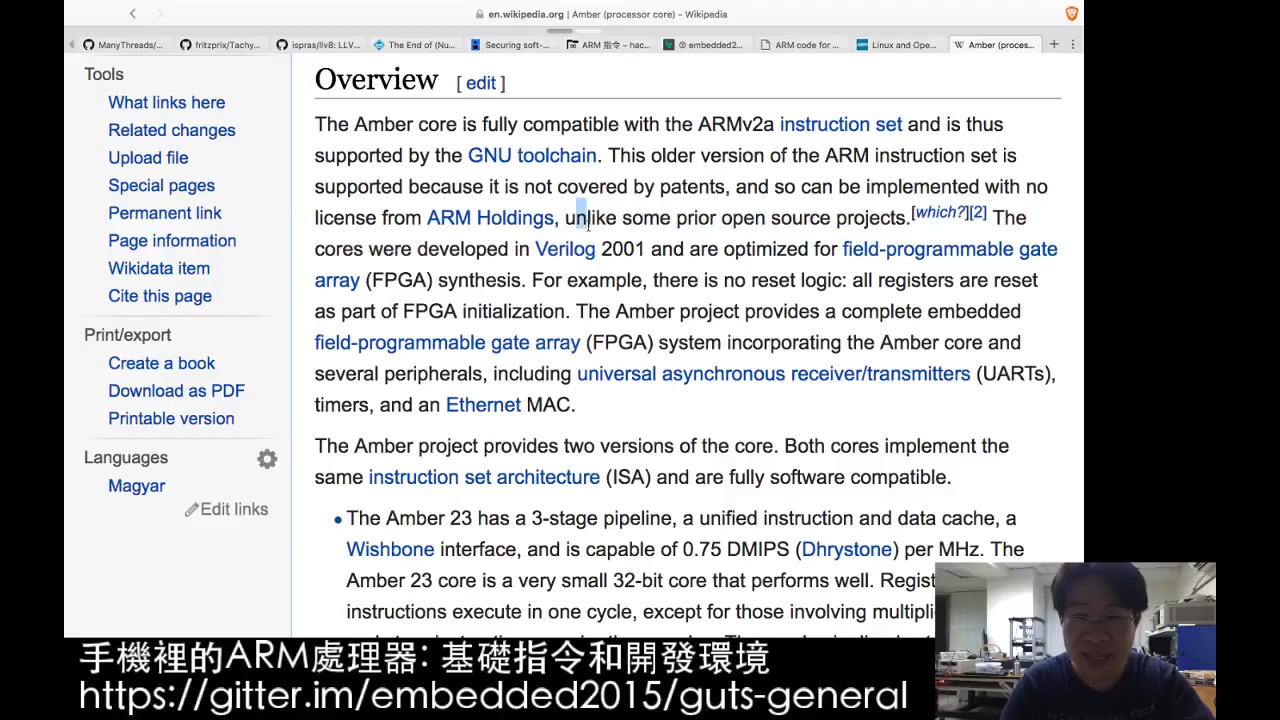 en.wikipedia.org | Amber (processor core) - Wikipedia
ManyThreads/...
fritzprix/Tachy...
ispras/llv8: LLV...
The End of (Nu...
Securing soft-...
ARM 指令 – hac...
embedded2...
ARM code for ...
Linux and Ope...
Amber (proces...
Tools
What links here
Related changes
Upload file
Special pages
Permanent link
Page information
Wikidata item
Cite this page
Print/export
Create a book
Download as PDF
Printable version
Languages
Magyar
Edit links
Overview [ edit ]
The Amber core is fully compatible with the ARMv2a instruction set and is thus
supported by the GNU toolchain. This older version of the ARM instruction set is
supported because it is not covered by patents, and so can be implemented with no
license from ARM Holdings, unlike some prior open source projects.[which?][2] The
cores were developed in Verilog 2001 and are optimized for field-programmable gate
array (FPGA) synthesis. For example, there is no reset logic: all registers are reset
as part of FPGA initialization. The Amber project provides a complete embedded
field-programmable gate array (FPGA) system incorporating the Amber core and
several peripherals, including universal asynchronous receiver/transmitters (UARTs),
timers, and an Ethernet MAC.
The Amber project provides two versions of the core. Both cores implement the
same instruction set architecture (ISA) and are fully software compatible.
• The Amber 23 has a 3-stage pipeline, a unified instruction and data cache, a
Wishbone interface, and is capable of 0.75 DMIPS (Dhrystone) per MHz. The
Amber 23 core is a very small 32-bit core that performs well. Regist
instructions execute in one cycle, except for those involving multipli
手機裡的ARM處理器: 基礎指令和開發環境
https://gitter.im/embedded2015/guts-general